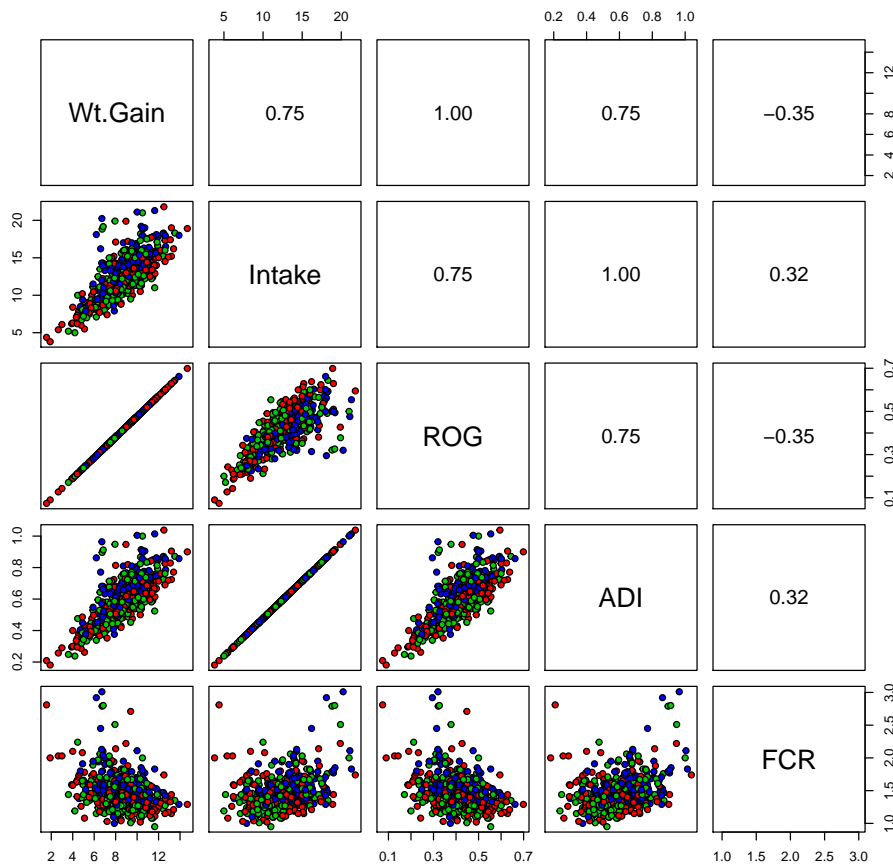 5 10 15 20 0.2 0.4 0.6 0.8 1.0
Wt.Gain 0.75 1.00 0.75 −0.35
2 4 6 8 12
5 10 15 20
Intake 0.75 1.00 0.32
ROG 0.75 −0.35
0.1 0.3 0.5 0.7
0.2 0.4 0.6 0.8 1.0
ADI 0.32
FCR
1.0 1.5 2.0 2.5 3.0
2 4 6 8 12 0.1 0.3 0.5 0.7 1.0 1.5 2.0 2.5 3.0